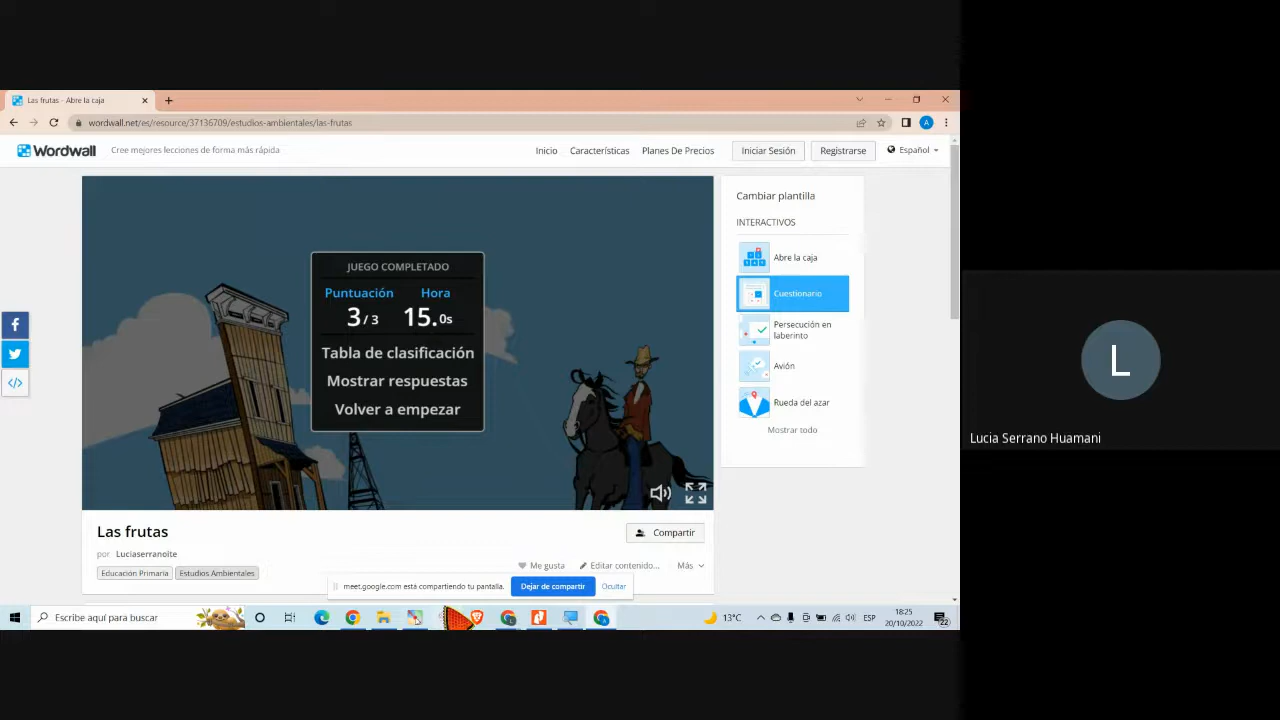 Las frutas - Abre la caja
wordwall.net/es/resource/37136709/estudios-ambientales/las-frutas
A
Wordwall
Cree mejores lecciones de forma más rápida
Inicio
Características
Planes De Precios
Iniciar Sesión
Registrarse
Español
JUEGO COMPLETADO
Puntuación Hora
3 / 3 15.0s
Tabla de clasificación
Mostrar respuestas
Volver a empezar
Cambiar plantilla
INTERACTIVOS
Abre la caja
Cuestionario
Persecución en
laberinto
Avión
Rueda del azar
Mostrar todo
Las frutas
Compartir
por Luciaserranoite
Me gusta
Editar contenido...
Más
Educación Primaria
Estudios Ambientales
meet.google.com está compartiendo tu pantalla.
Dejar de compartir
Ocultar
Escribe aquí para buscar
13°C
ESP
18:25
20/10/2022
22
L
Lucia Serrano Huamani